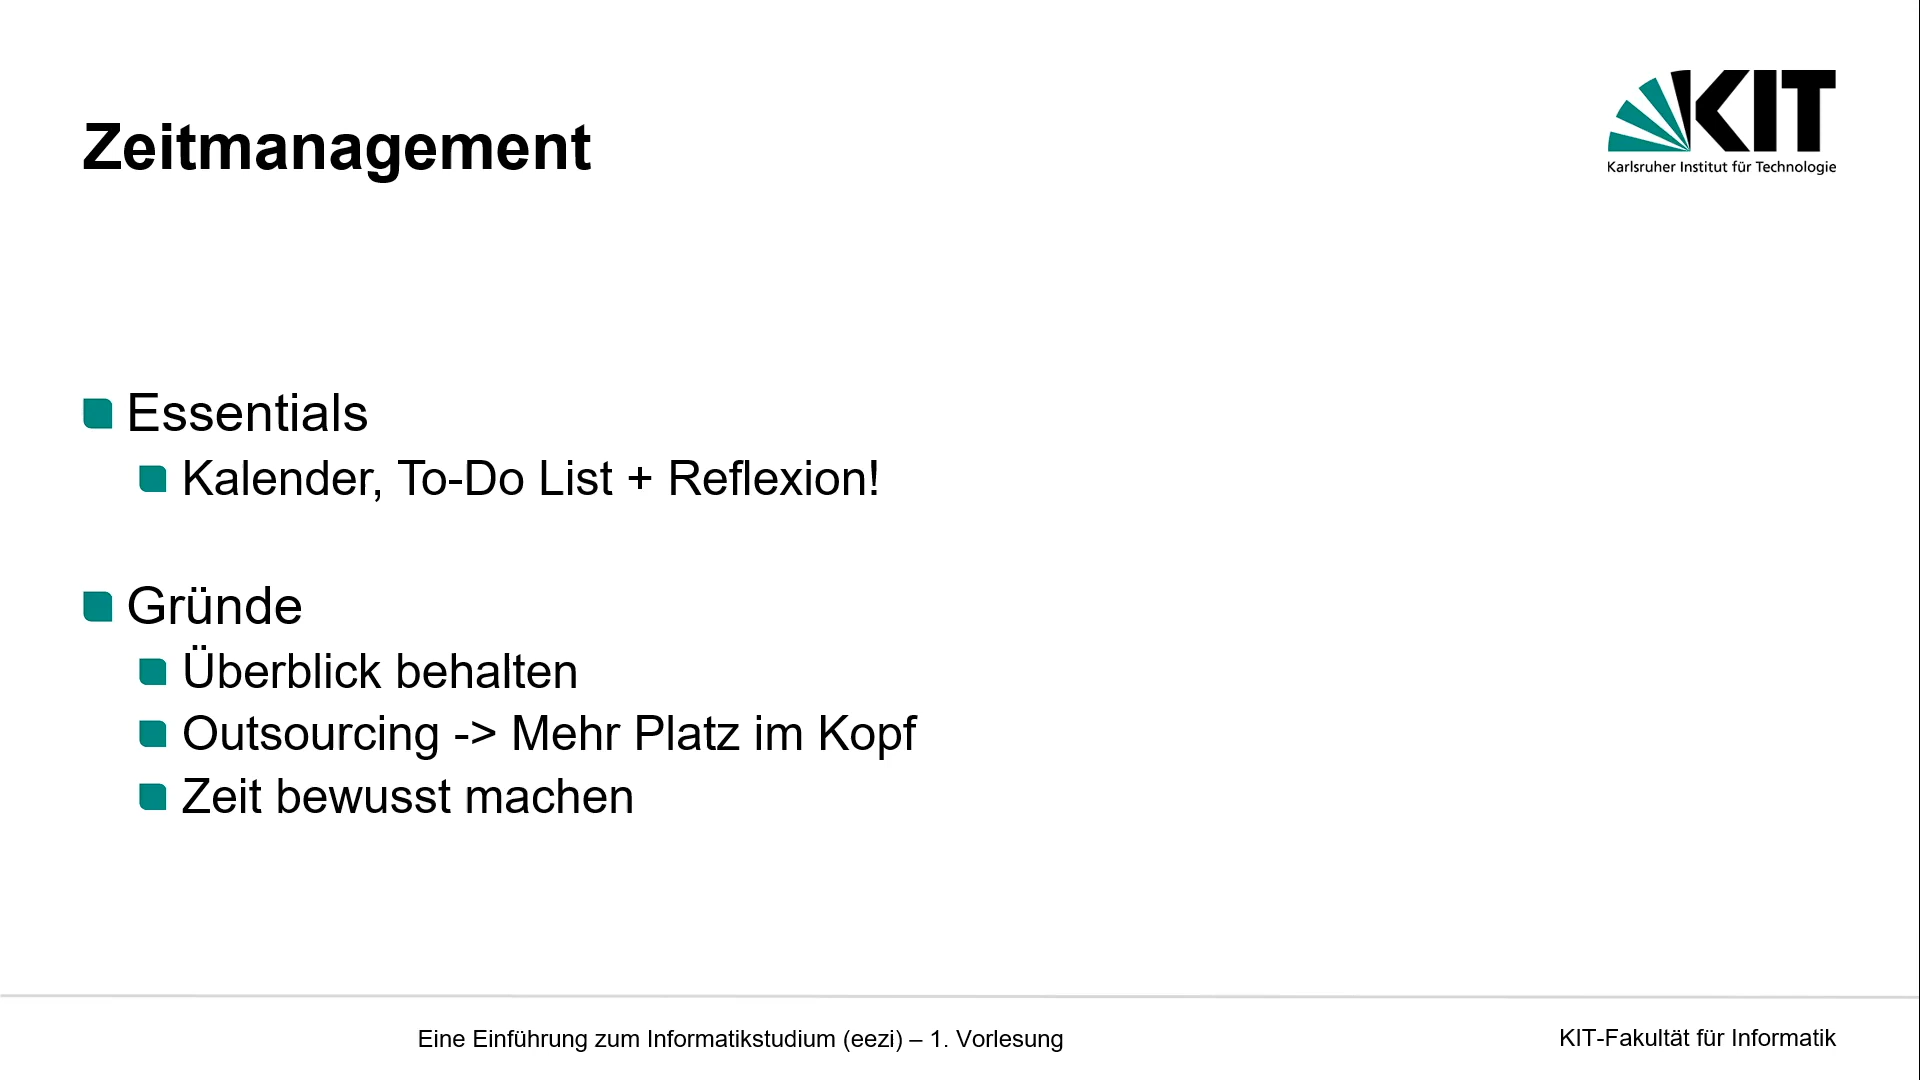 Zeitmanagement
KIT
Karlsruher Institut für Technologie
Essentials
Kalender, To-Do List + Reflexion!
Gründe
Überblick behalten
Outsourcing -> Mehr Platz im Kopf
Zeit bewusst machen
Eine Einführung zum Informatikstudium (eezi) – 1. Vorlesung
KIT-Fakultät für Informatik